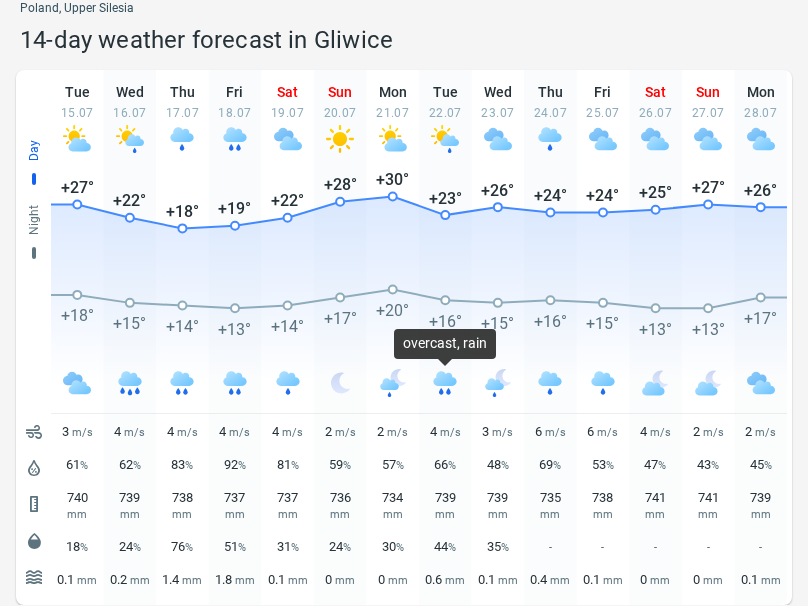 Poland, Upper Silesia
14-day weather forecast in Gliwice
Tue Wed Thu Fri Sat Sun Mon Tue Wed Thu Fri Sat Sun Mon
15.07 16.07 17.07 18.07 19.07 20.07 21.07 22.07 23.07 24.07 25.07 26.07 27.07 28.07
Day
+27° +22° +18° +19° +22° +28° +30° +23° +26° +24° +24° +25° +27° +26°
Night
+18° +15° +14° +13° +14° +17° +20° +16° +15° +16° +15° +13° +13° +17°
overcast, rain
3 m/s 4 m/s 4 m/s 4 m/s 4 m/s 2 m/s 2 m/s 4 m/s 3 m/s 6 m/s 6 m/s 4 m/s 2 m/s 2 m/s
61% 62% 83% 92% 81% 59% 57% 66% 48% 69% 53% 47% 43% 45%
740 739 738 737 737 736 734 739 739 735 738 741 741 739
mm mm mm mm mm mm mm mm mm mm mm mm mm mm
18% 24% 76% 51% 31% 24% 30% 44% 35% - - - - -
0.1 mm 0.2 mm 1.4 mm 1.8 mm 0.1 mm 0 mm 0 mm 0.6 mm 0.1 mm 0.4 mm 0.1 mm 0 mm 0 mm 0.1 mm